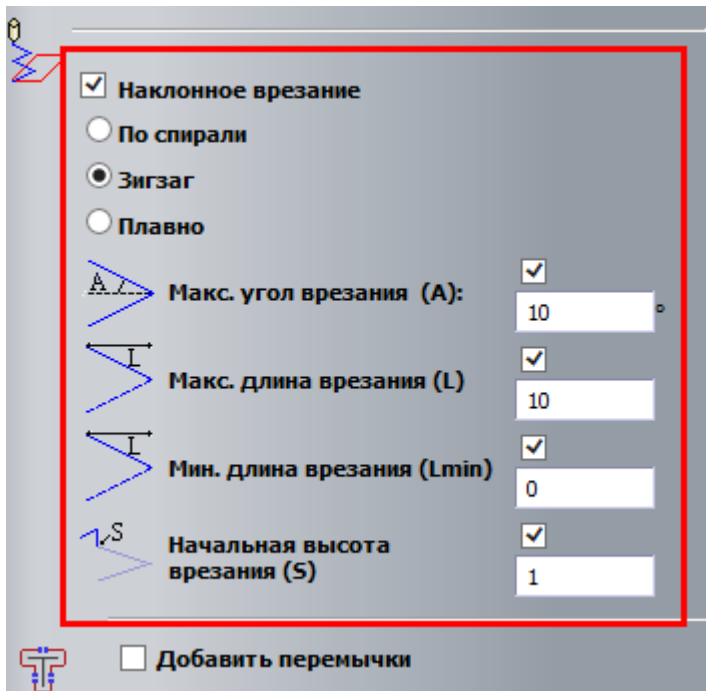 Наклонное врезание
По спирали
Зигзаг
Плавно
A Макс. угол врезания (A):
10 °
L Макс. длина врезания (L)
10
L Мин. длина врезания (Lmin)
0
S Начальная высота
врезания (S)
1
Добавить перемычки